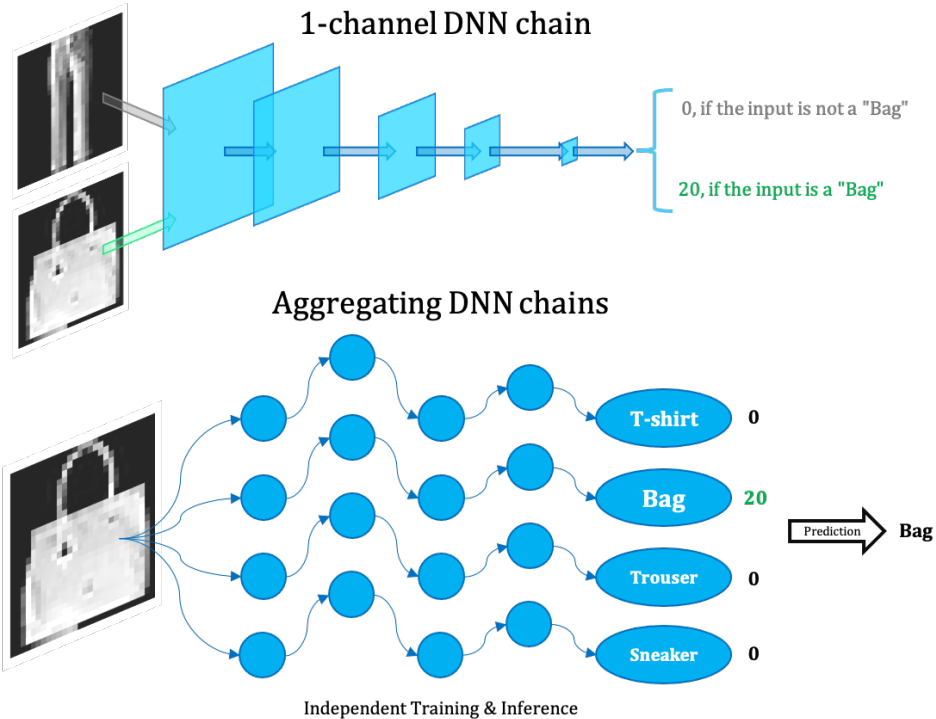 1-channel DNN chain
0, if the input is not a "Bag"
20, if the input is a "Bag"
Aggregating DNN chains
T-shirt 0
Bag 20
Prediction Bag
Trouser 0
Sneaker 0
Independent Training & Inference